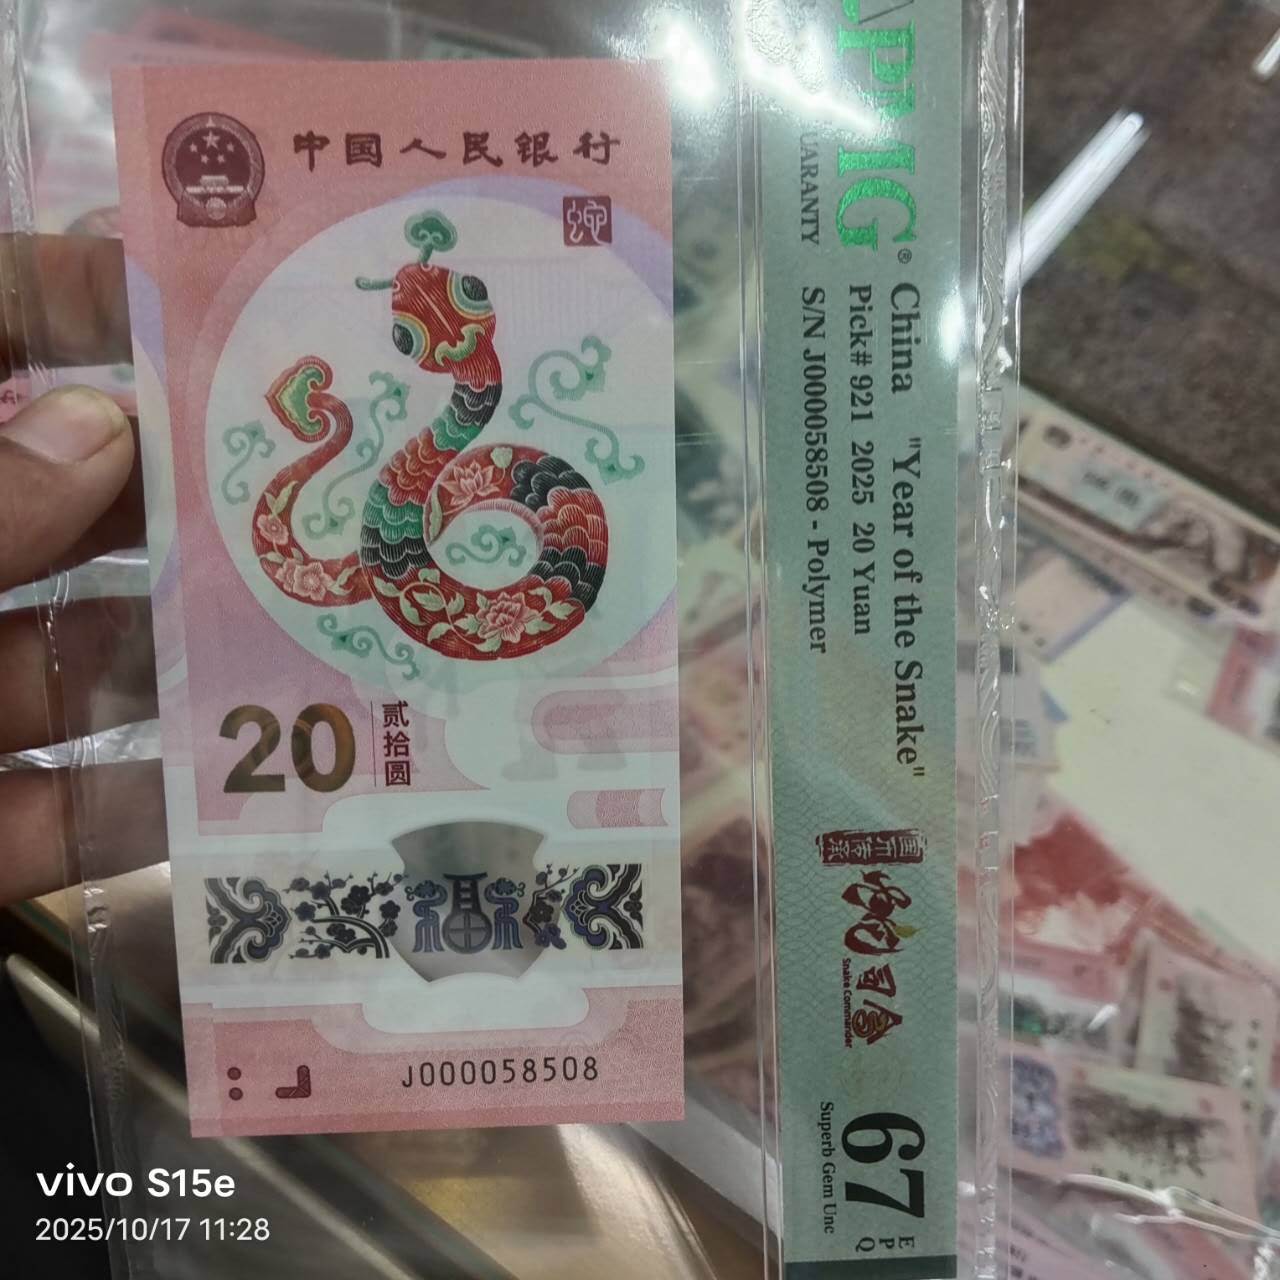 中国人民银行
蛇
20
贰拾圆
福
J000058508
PMG
®
UARANTY
China "Year of the Snake"
Pick# 921 2025 20 Yuan
S/N J000058508 - Polymer
Snake Commander
67
EPQ
Superb Gem Unc
vivo S15e
2025/10/17 11:28